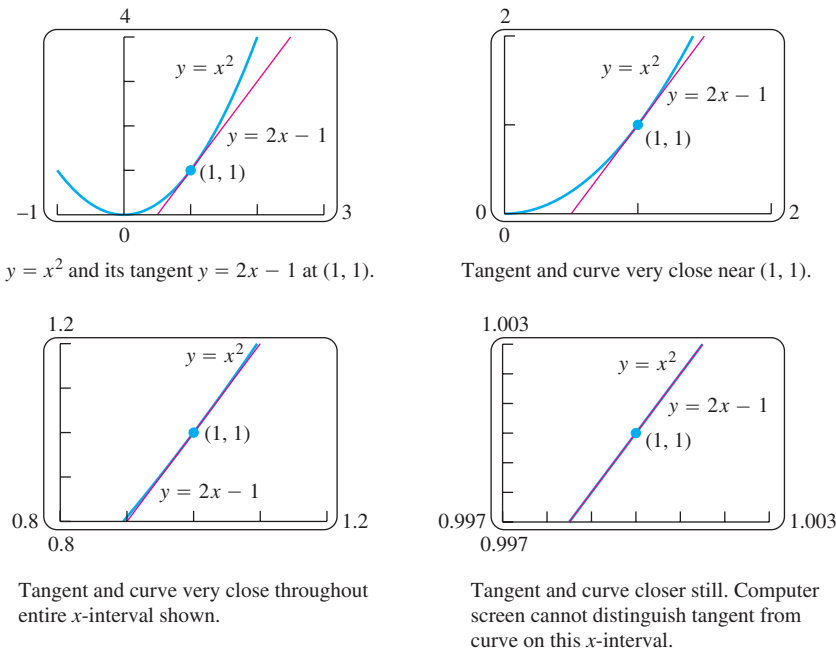 4
y = x²
y = 2x − 1
(1, 1)
−1
3
0
y = x² and its tangent y = 2x − 1 at (1, 1).
2
y = x²
y = 2x − 1
(1, 1)
0
2
0
Tangent and curve very close near (1, 1).
1.2
y = x²
(1, 1)
y = 2x − 1
0.8
1.2
0.8
Tangent and curve very close throughout
entire x-interval shown.
1.003
y = x²
y = 2x − 1
(1, 1)
0.997
1.003
0.997
Tangent and curve closer still. Computer
screen cannot distinguish tangent from
curve on this x-interval.